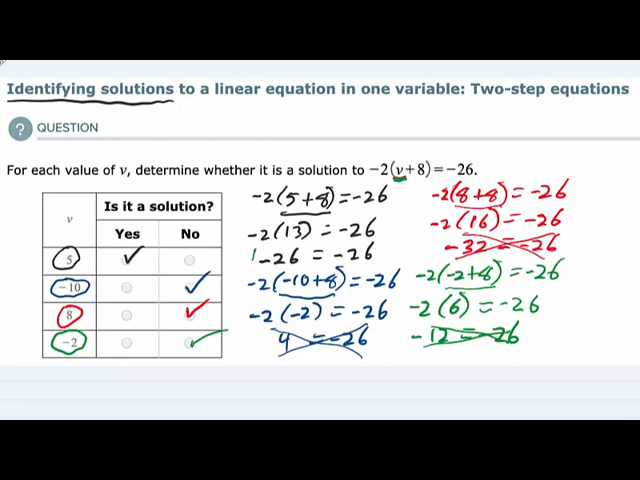 Identifying solutions to a linear equation in one variable: Two-step equations
? QUESTION
For each value of v, determine whether it is a solution to −2(v+8)=−26.
v
Is it a solution?
Yes No
5
−10
8
−2
-2(5+8)=-26
-2(13)=-26
-26=-26
-2(-10+8)=-26
-2(-2)=-26
4=-26
-2(8+8)=-26
-2(16)=-26
-32=-26
-2(-2+8)=-26
-2(6)=-26
-12=-26